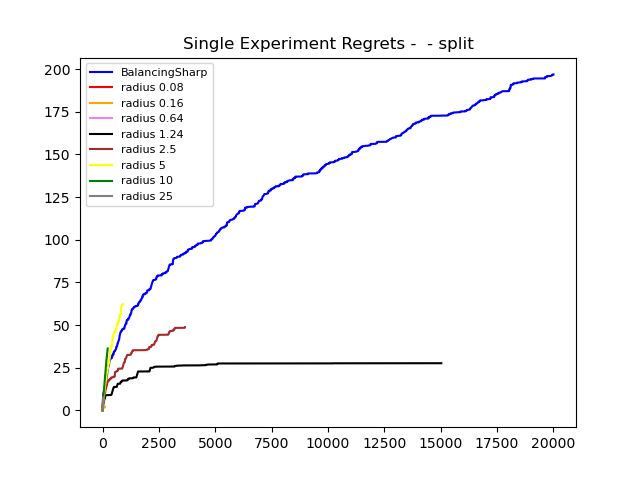 Single Experiment Regrets -  - split
BalancingSharp
radius 0.08
radius 0.16
radius 0.64
radius 1.24
radius 2.5
radius 5
radius 10
radius 25
200
175
150
125
100
75
50
25
0
0 2500 5000 7500 10000 12500 15000 17500 20000